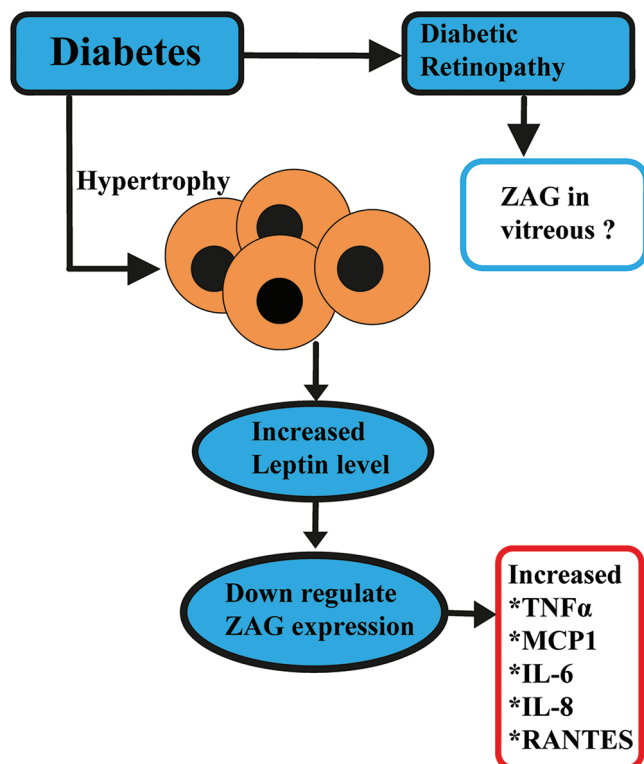 Diabetes
Diabetic
Retinopathy
Hypertrophy
ZAG in
vitreous ?
Increased
Leptin level
Down regulate
ZAG expression
Increased
*TNFα
*MCP1
*IL-6
*IL-8
*RANTES